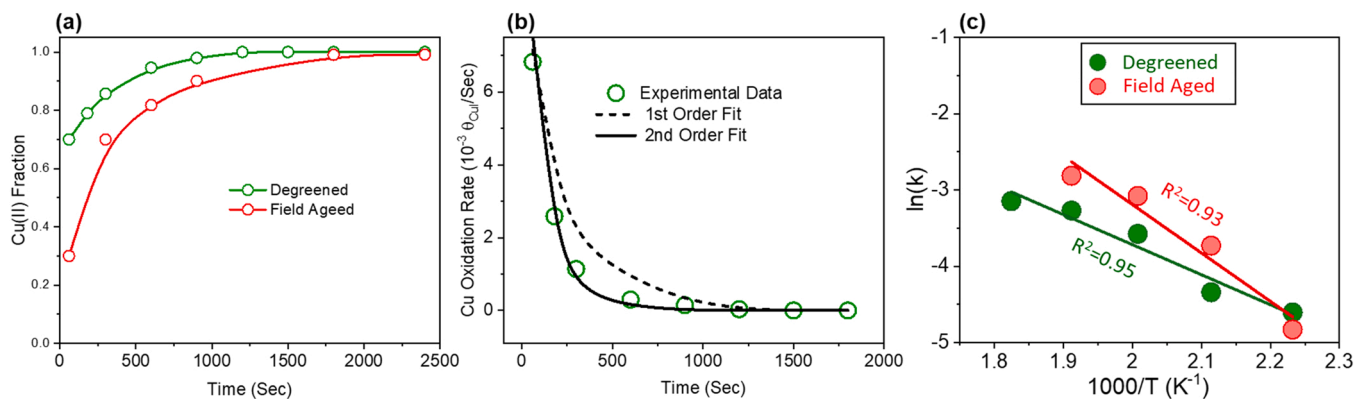 (a)
Cu(II) Fraction
1.0
0.8
0.6
0.4
0.2
0.0
Degreened
Field Ageed
0
500
1000
1500
2000
2500
Time (Sec)
(b)
Cu Oxidation Rate (10⁻³ θCuI/Sec)
6
4
2
0
Experimental Data
1st Order Fit
2nd Order Fit
0
500
1000
1500
2000
Time (Sec)
(c)
ln(k)
-1
-2
-3
-4
-5
Degreened
Field Aged
R²=0.93
R²=0.95
1.8
1.9
2
2.1
2.2
2.3
1000/T (K⁻¹)